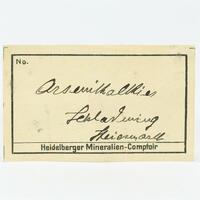 No.
Arsenikalkies
Schladming
Steiermark
Heidelberger Mineralien-Comptoir